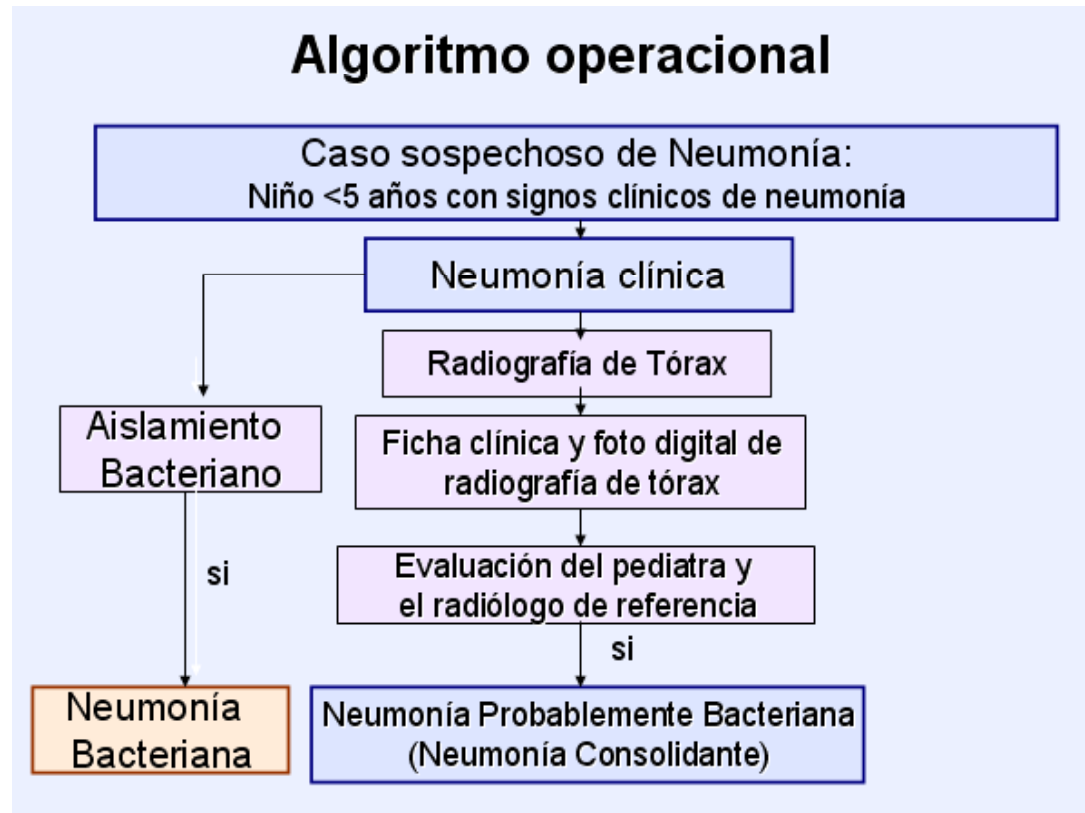 Algoritmo operacional
Caso sospechoso de Neumonía:
Niño <5 años con signos clínicos de neumonía
Neumonía clínica
Radiografía de Tórax
Aislamiento
Bacteriano
Ficha clínica y foto digital de
radiografía de tórax
Evaluación del pediatra y
el radiólogo de referencia
si
si
Neumonía
Bacteriana
Neumonía Probablemente Bacteriana
(Neumonía Consolidante)